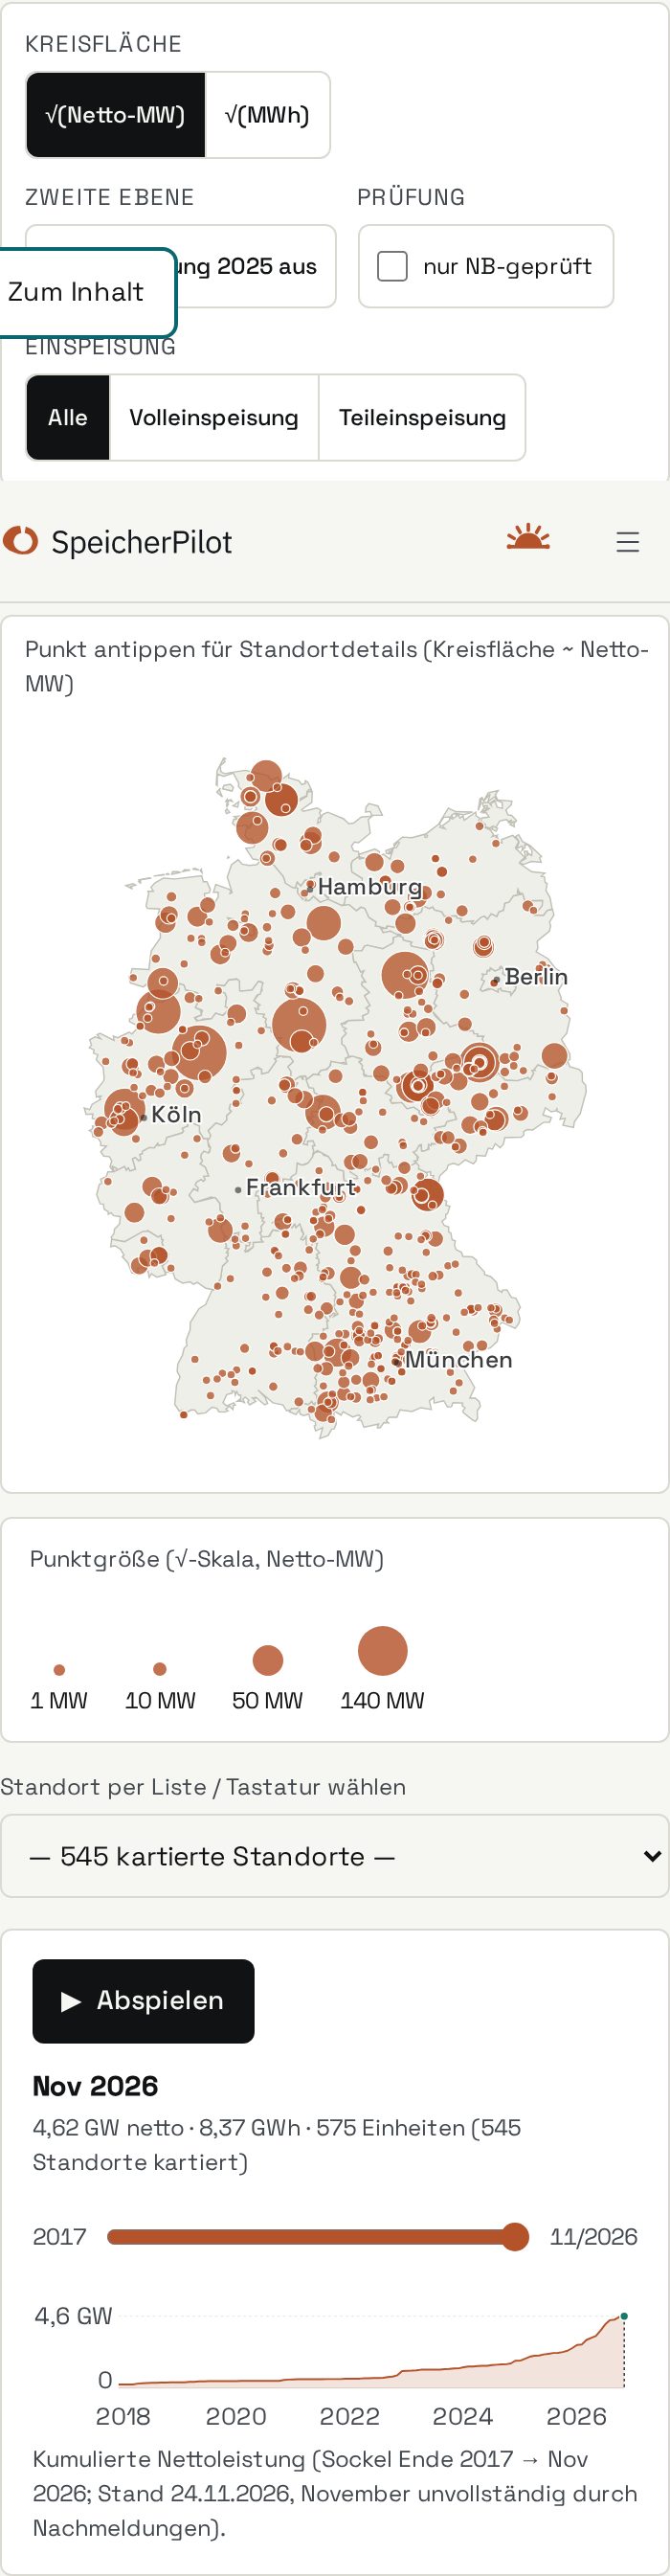 KREISFLÄCHE
√(Netto-MW)
√(MWh)
ZWEITE EBENE
PRÜFUNG
2025 aus
nur NB-geprüft
Zum Inhalt
EINSPEISUNG
Alle
Volleinspeisung
Teileinspeisung
SpeicherPilot
Punkt antippen für Standortdetails (Kreisfläche ~ Netto-
MW)
Hamburg
Berlin
Köln
Frankfurt
München
Punktgröße (√-Skala, Netto-MW)
1 MW
10 MW
50 MW
140 MW
Standort per Liste / Tastatur wählen
— 545 kartierte Standorte —
▶ Abspielen
Nov 2026
4,62 GW netto · 8,37 GWh · 575 Einheiten (545
Standorte kartiert)
2017
11/2026
4,6 GW
0
2018
2020
2022
2024
2026
Kumulierte Nettoleistung (Sockel Ende 2017 → Nov
2026; Stand 24.11.2026, November unvollständig durch
Nachmeldungen).